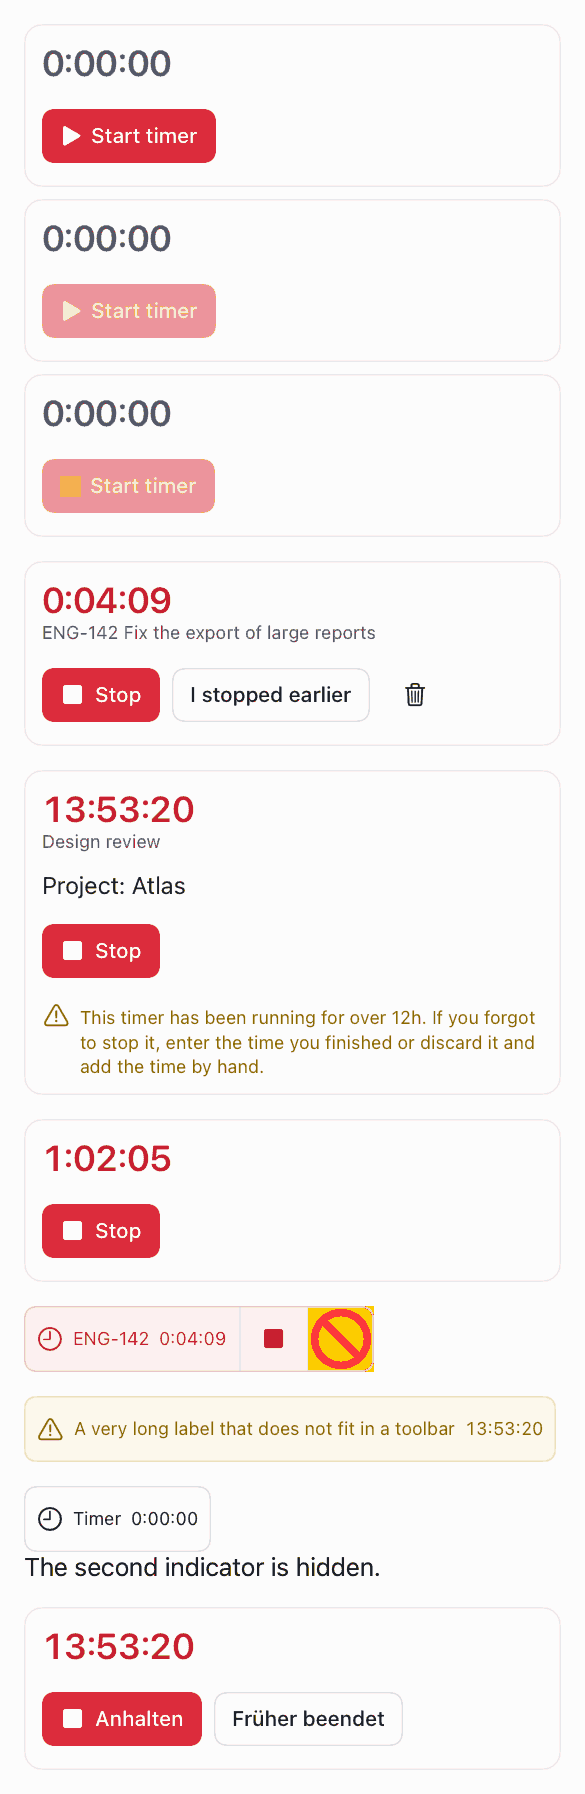 0:00:00
Start timer
0:00:00
Start timer
0:00:00
Start timer
0:04:09
ENG-142 Fix the export of large reports
Stop
I stopped earlier
13:53:20
Design review
Project: Atlas
Stop
This timer has been running for over 12h. If you forgot
to stop it, enter the time you finished or discard it and
add the time by hand.
1:02:05
Stop
ENG-142 0:04:09
A very long label that does not fit in a toolbar 13:53:20
Timer 0:00:00
The second indicator is hidden.
13:53:20
Anhalten
Früher beendet